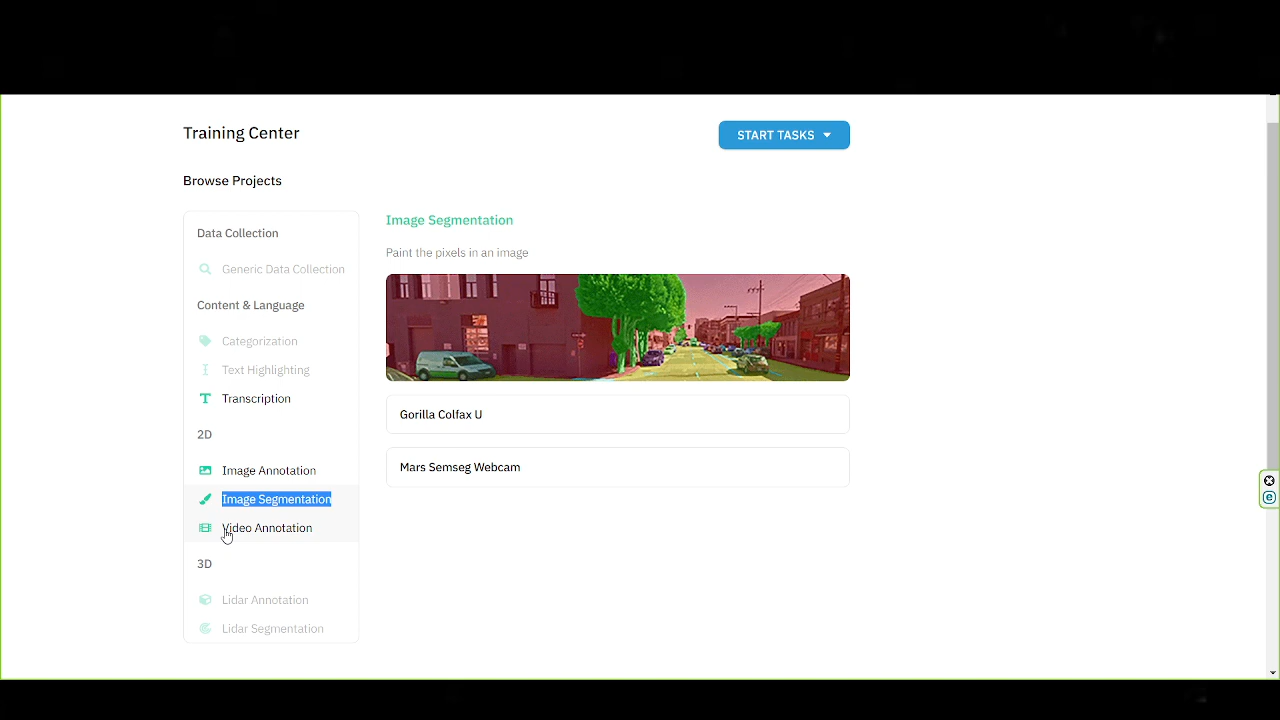 Training Center
START TASKS
Browse Projects
Data Collection
Generic Data Collection
Content & Language
Categorization
Text Highlighting
Transcription
2D
Image Annotation
Image Segmentation
Video Annotation
3D
Lidar Annotation
Lidar Segmentation
Image Segmentation
Paint the pixels in an image
Gorilla Colfax U
Mars Semseg Webcam